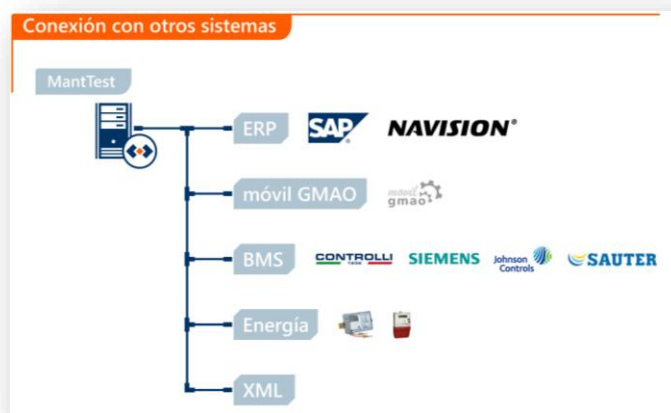 Conexión con otros sistemas
MantTest
ERP SAP NAVISION®
móvil GMAO móvil gmao
BMS CONTROLLI SIEMENS Johnson Controls SAUTER
Energía
XML